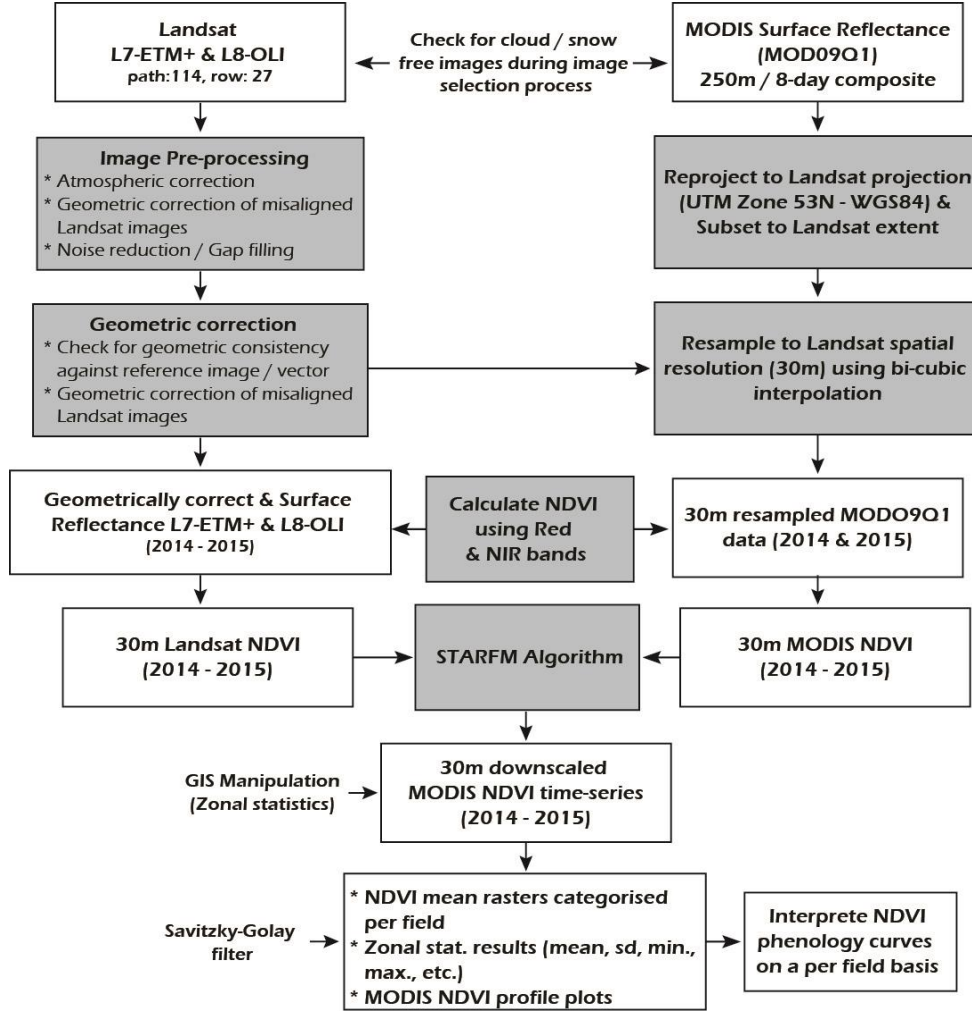 Landsat
L7-ETM+ & L8-OLI
path:114, row: 27
Check for cloud / snow
free images during image
selection process
MODIS Surface Reflectance
(MOD09Q1)
250m / 8-day composite
Image Pre-processing
* Atmospheric correction
* Geometric correction of misaligned
Landsat images
* Noise reduction / Gap filling
Reproject to Landsat projection
(UTM Zone 53N - WGS84) &
Subset to Landsat extent
Geometric correction
* Check for geometric consistency
against reference image / vector
* Geometric correction of misaligned
Landsat images
Resample to Landsat spatial
resolution (30m) using bi-cubic
interpolation
Geometrically correct & Surface
Reflectance L7-ETM+ & L8-OLI
(2014 - 2015)
Calculate NDVI
using Red
& NIR bands
30m resampled MODO9Q1
data (2014 & 2015)
30m Landsat NDVI
(2014 - 2015)
STARFM Algorithm
30m MODIS NDVI
(2014 - 2015)
GIS Manipulation
(Zonal statistics)
30m downscaled
MODIS NDVI time-series
(2014 - 2015)
Savitzky-Golay
filter
* NDVI mean rasters categorised
per field
* Zonal stat. results (mean, sd, min.,
max., etc.)
* MODIS NDVI profile plots
Interprete NDVI
phenology curves
on a per field basis